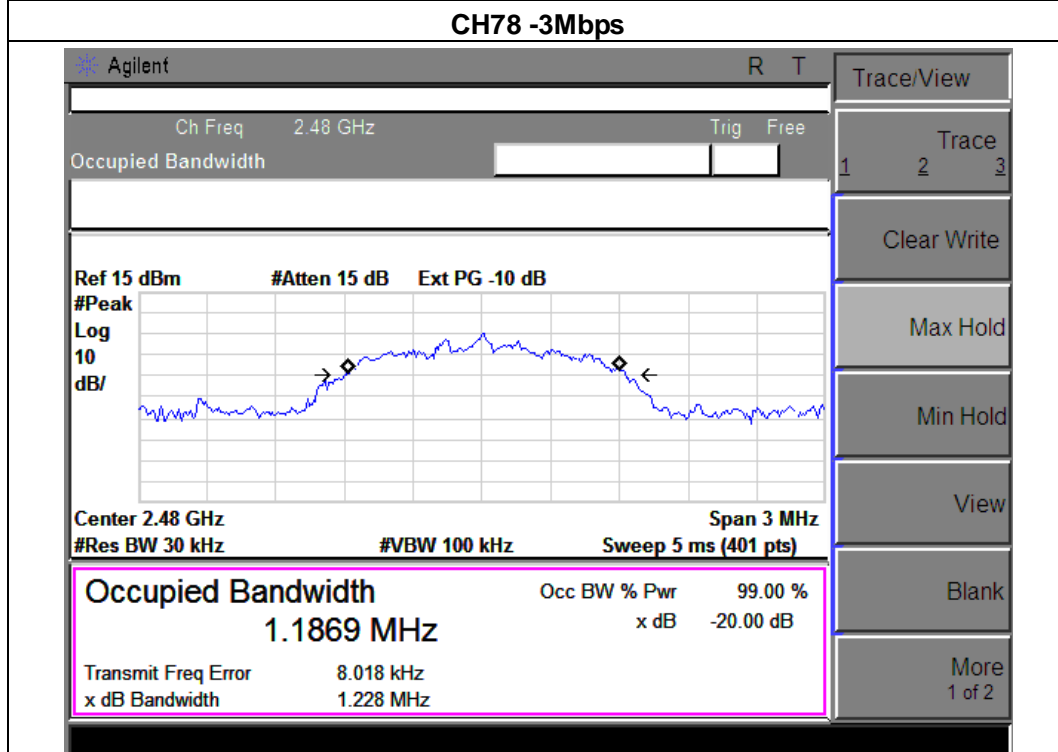 CH78 -3Mbps
Agilent R T
Ch Freq 2.48 GHz Trig Free
Occupied Bandwidth
Ref 15 dBm #Atten 15 dB Ext PG -10 dB
#Peak
Log
10
dB/
Center 2.48 GHz Span 3 MHz
#Res BW 30 kHz #VBW 100 kHz Sweep 5 ms (401 pts)
Occupied Bandwidth Occ BW % Pwr 99.00 %
1.1869 MHz x dB -20.00 dB
Transmit Freq Error 8.018 kHz
x dB Bandwidth 1.228 MHz
Trace/View
Trace
1 2 3
Clear Write
Max Hold
Min Hold
View
Blank
More
1 of 2